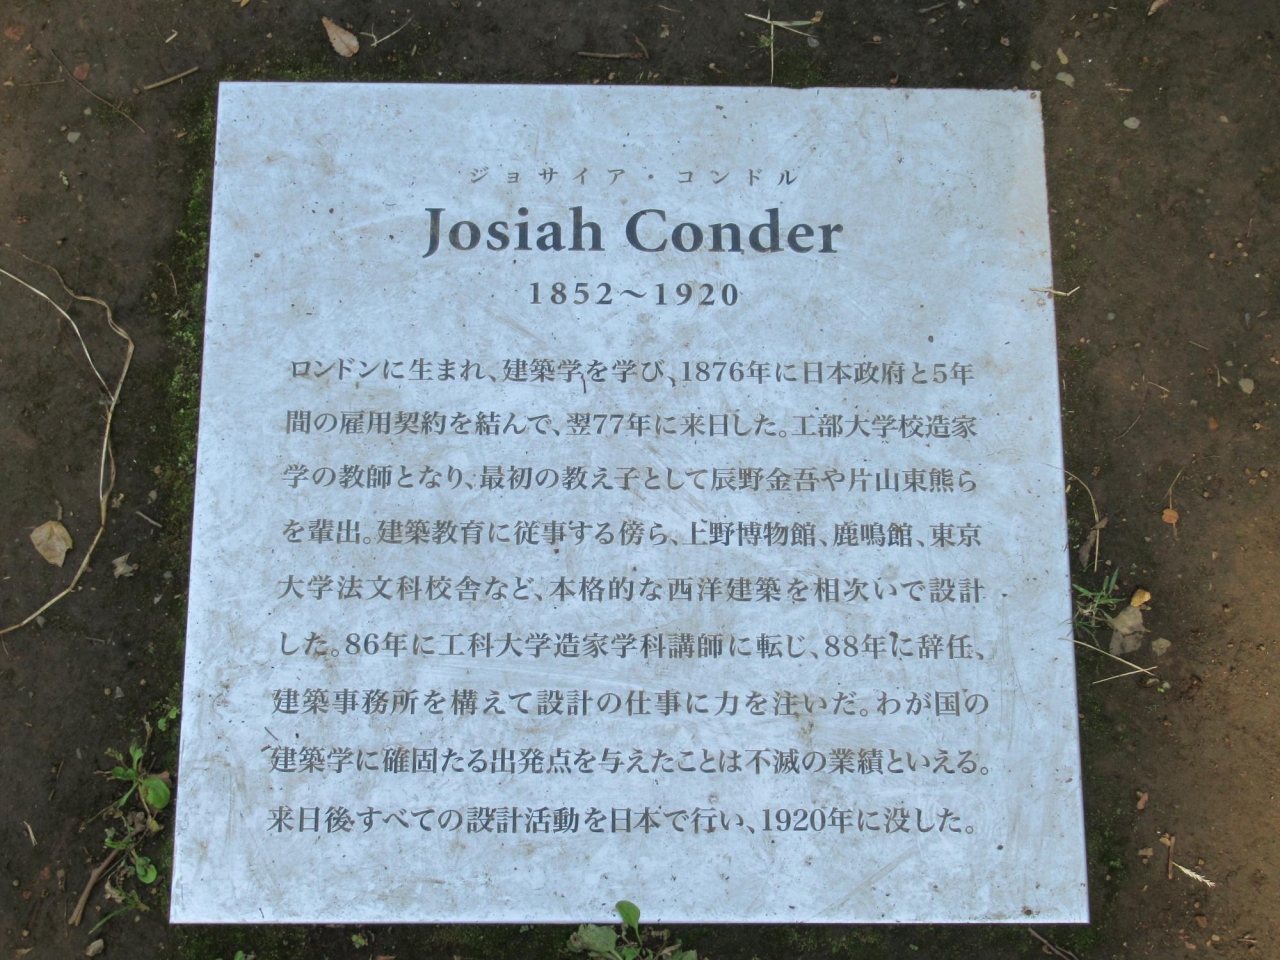 ジョサイア・コンドル
Josiah Conder
1852〜1920
ロンドンに生まれ、建築学を学び、1876年に日本政府と5年
間の雇用契約を結んで、翌77年に来日した。工部大学校造家
学の教師となり、最初の教え子として辰野金吾や片山東熊ら
を輩出。建築教育に従事する傍ら、上野博物館、鹿鳴館、東京
大学法文科校舎など、本格的な西洋建築を相次いで設計
した。86年に工科大学造家学科講師に転じ、88年に辞任、
建築事務所を構えて設計の仕事に力を注いだ。わが国の
建築学に確固たる出発点を与えたことは不滅の業績といえる。
来日後すべての設計活動を日本で行い、1920年に没した。